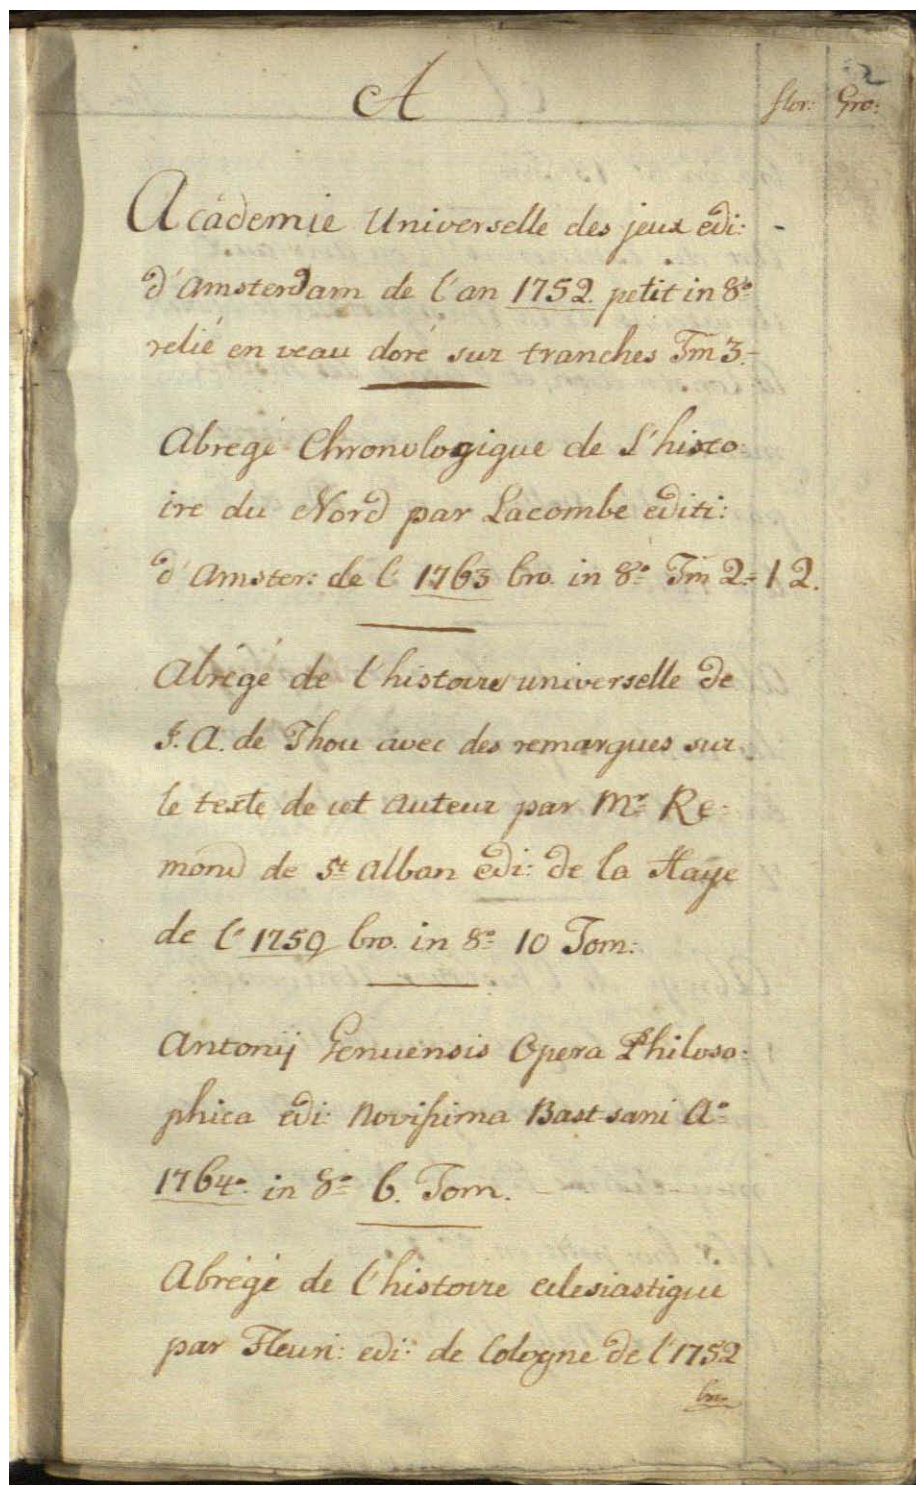 2
A
flor: Gro:
Académie Universelle des jeux edi: -
d'Amsterdam de l'an 1752. petit in 8º
relié en veau doré sur tranches Tm 3.-
Abregé Chronologique de l'histo:
ire du Nord par Lacombe editi:
d'Amster: de l' 1763 bro. in 8º Tm 2.- 12.
Abrégé de l'histoire universelle de
J. A. de Thou avec des remarques sur
le texte de cet auteur par Mr Re:
mond de St Alban edi: de la Haye
de l' 1759 bro. in 8º 10 Tom:
Antonij Genuensis Opera Philoso:
phica edi: Novissima Bassani Aº
1764º in 8º 6. Tom. -
Abrégé de l'histoire eclesiastique
par Fleuri: edi: de Cologne de l' 1752
bro.